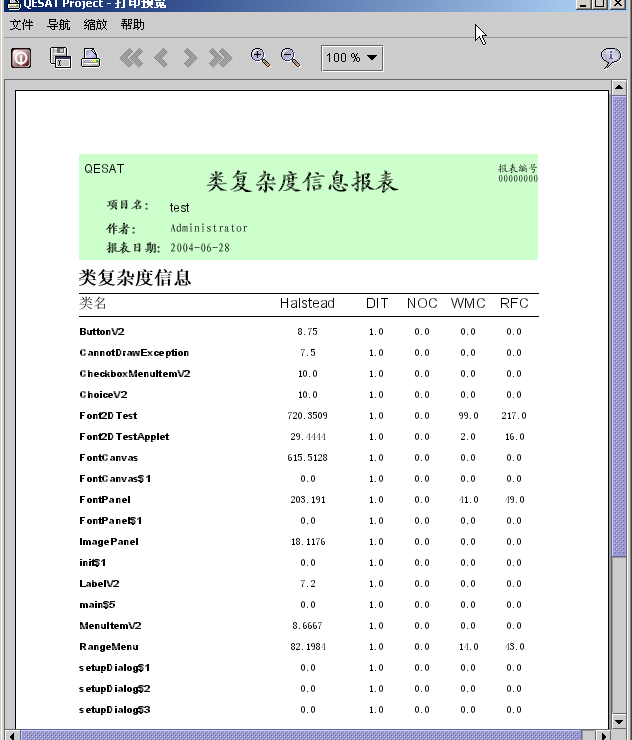 QESAT Project - 打印预览
文件 导航 缩放 帮助
100 %
QESAT
类复杂度信息报表
报表编号
00000000
项目名: test
作者: Administrator
报表日期: 2004-06-28
类复杂度信息
类名 Halstead DIT NOC WMC RFC
ButtonV2 8.75 1.0 0.0 0.0 0.0
CannotDrawException 7.5 1.0 0.0 0.0 0.0
CheckboxMenuItemV2 10.0 1.0 0.0 0.0 0.0
ChoiceV2 10.0 1.0 0.0 0.0 0.0
Font2DTest 720.3509 1.0 0.0 99.0 217.0
Font2DTestApplet 29.4444 1.0 0.0 2.0 16.0
FontCanvas 615.5128 1.0 0.0 0.0 0.0
FontCanvas$1 0.0 1.0 0.0 0.0 0.0
FontPanel 203.191 1.0 0.0 41.0 49.0
FontPanel$1 0.0 1.0 0.0 0.0 0.0
ImagePanel 18.1176 1.0 0.0 0.0 0.0
init$1 0.0 1.0 0.0 0.0 0.0
LabelV2 7.2 1.0 0.0 0.0 0.0
main$5 0.0 1.0 0.0 0.0 0.0
MenuItemV2 8.6667 1.0 0.0 0.0 0.0
RangeMenu 82.1984 1.0 0.0 14.0 43.0
setupDialog$1 0.0 1.0 0.0 0.0 0.0
setupDialog$2 0.0 1.0 0.0 0.0 0.0
setupDialog$3 0.0 1.0 0.0 0.0 0.0